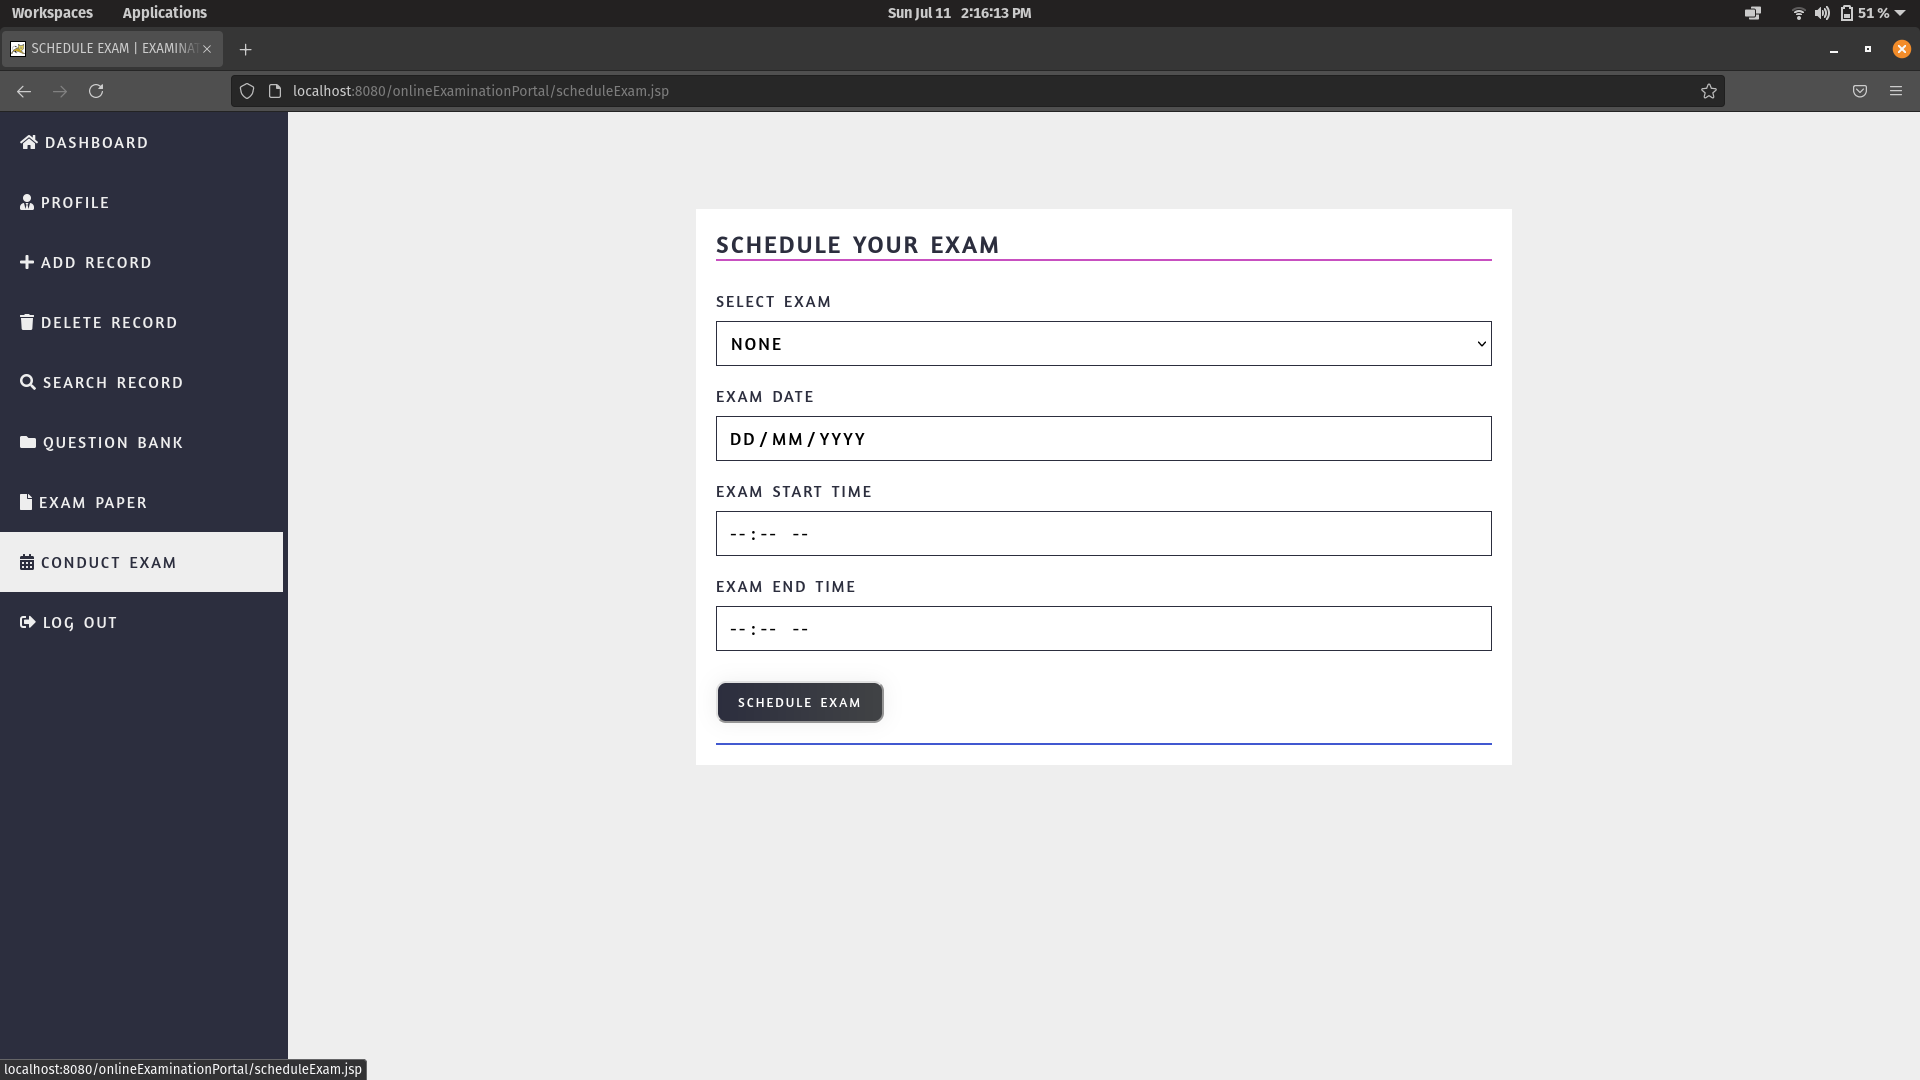 Workspaces Applications Sun Jul 11 2:16:13 PM 51 %
SCHEDULE EXAM | EXAMINAT
localhost:8080/onlineExaminationPortal/scheduleExam.jsp
DASHBOARD
PROFILE
ADD RECORD
DELETE RECORD
SEARCH RECORD
QUESTION BANK
EXAM PAPER
CONDUCT EXAM
LOG OUT
SCHEDULE YOUR EXAM
SELECT EXAM
NONE
EXAM DATE
DD/MM/YYYY
EXAM START TIME
--:-- --
EXAM END TIME
--:-- --
SCHEDULE EXAM
localhost:8080/onlineExaminationPortal/scheduleExam.jsp